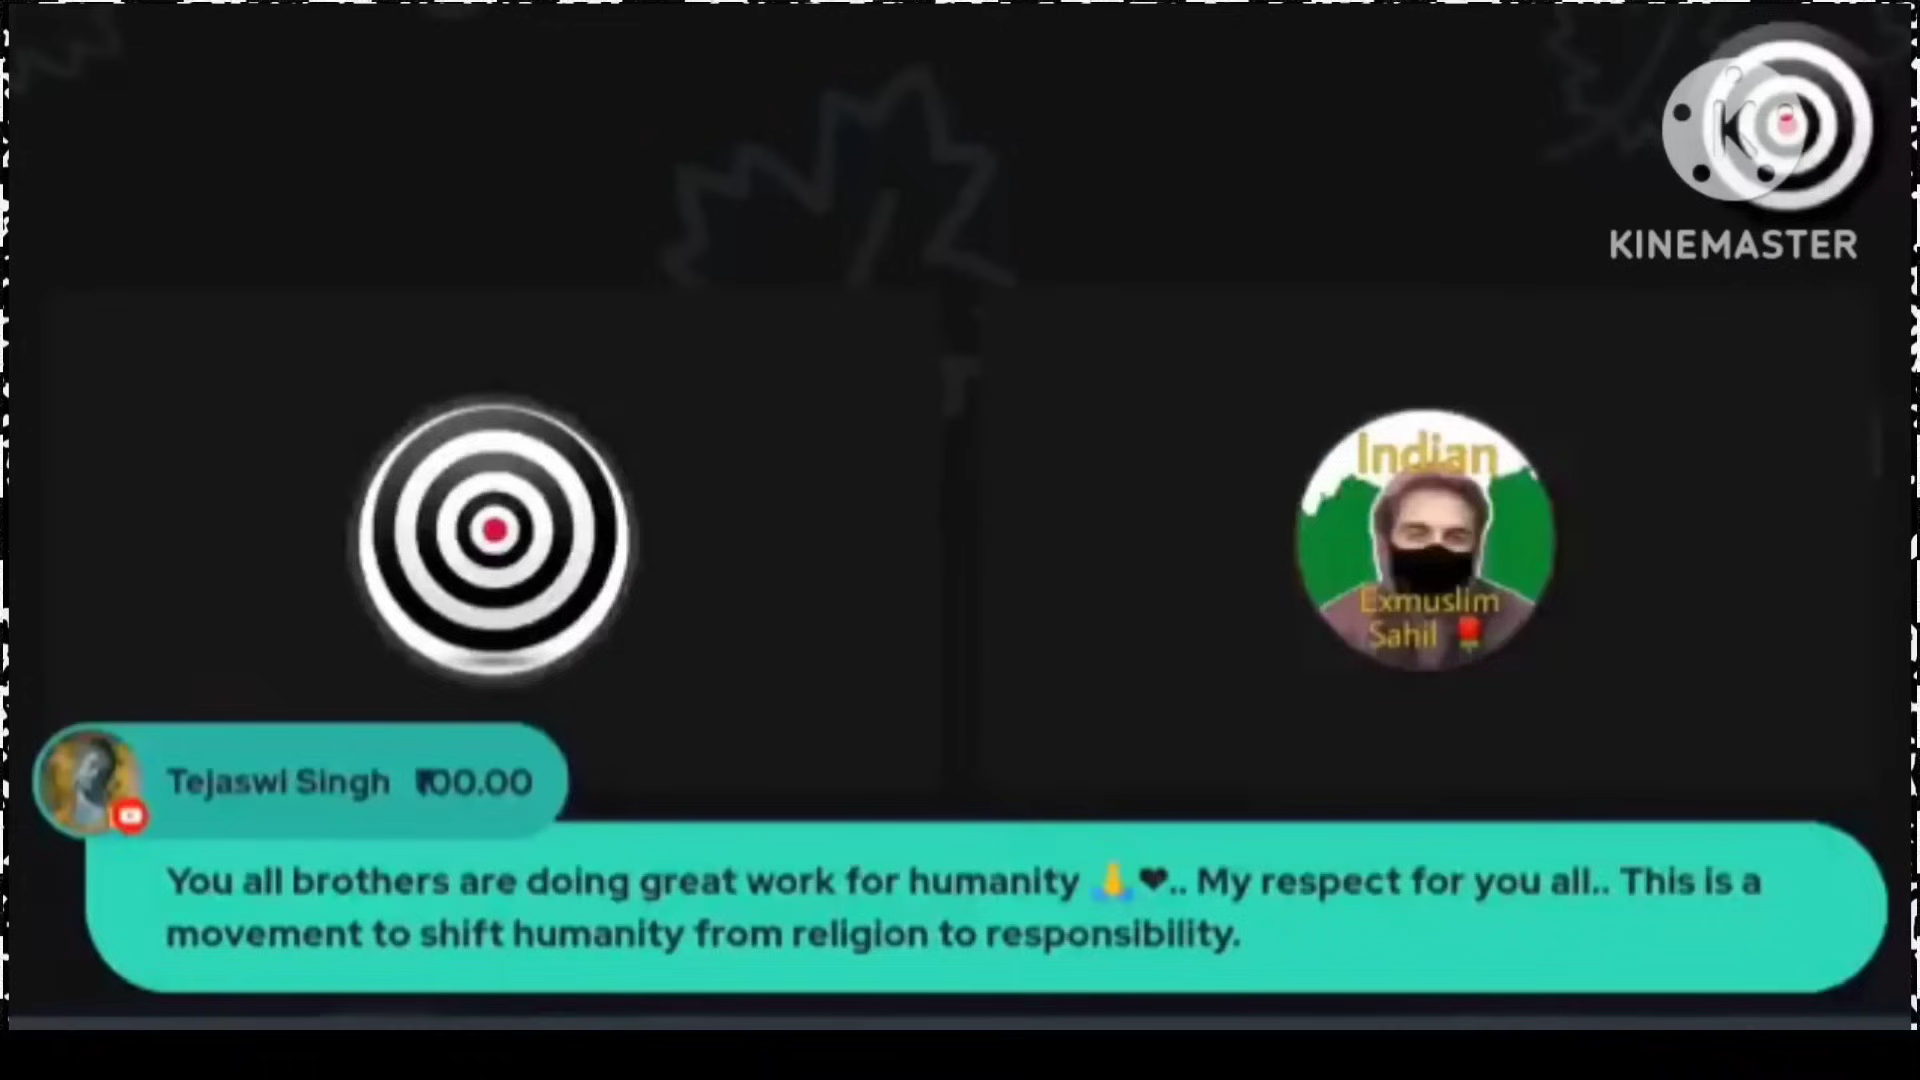 KINEMASTER
Indian
Exmuslim
Sahil
Tejaswi Singh
You all brothers are doing great work for humanity 🙏❤.. My respect for you all.. This is a
movement to shift humanity from religion to responsibility.